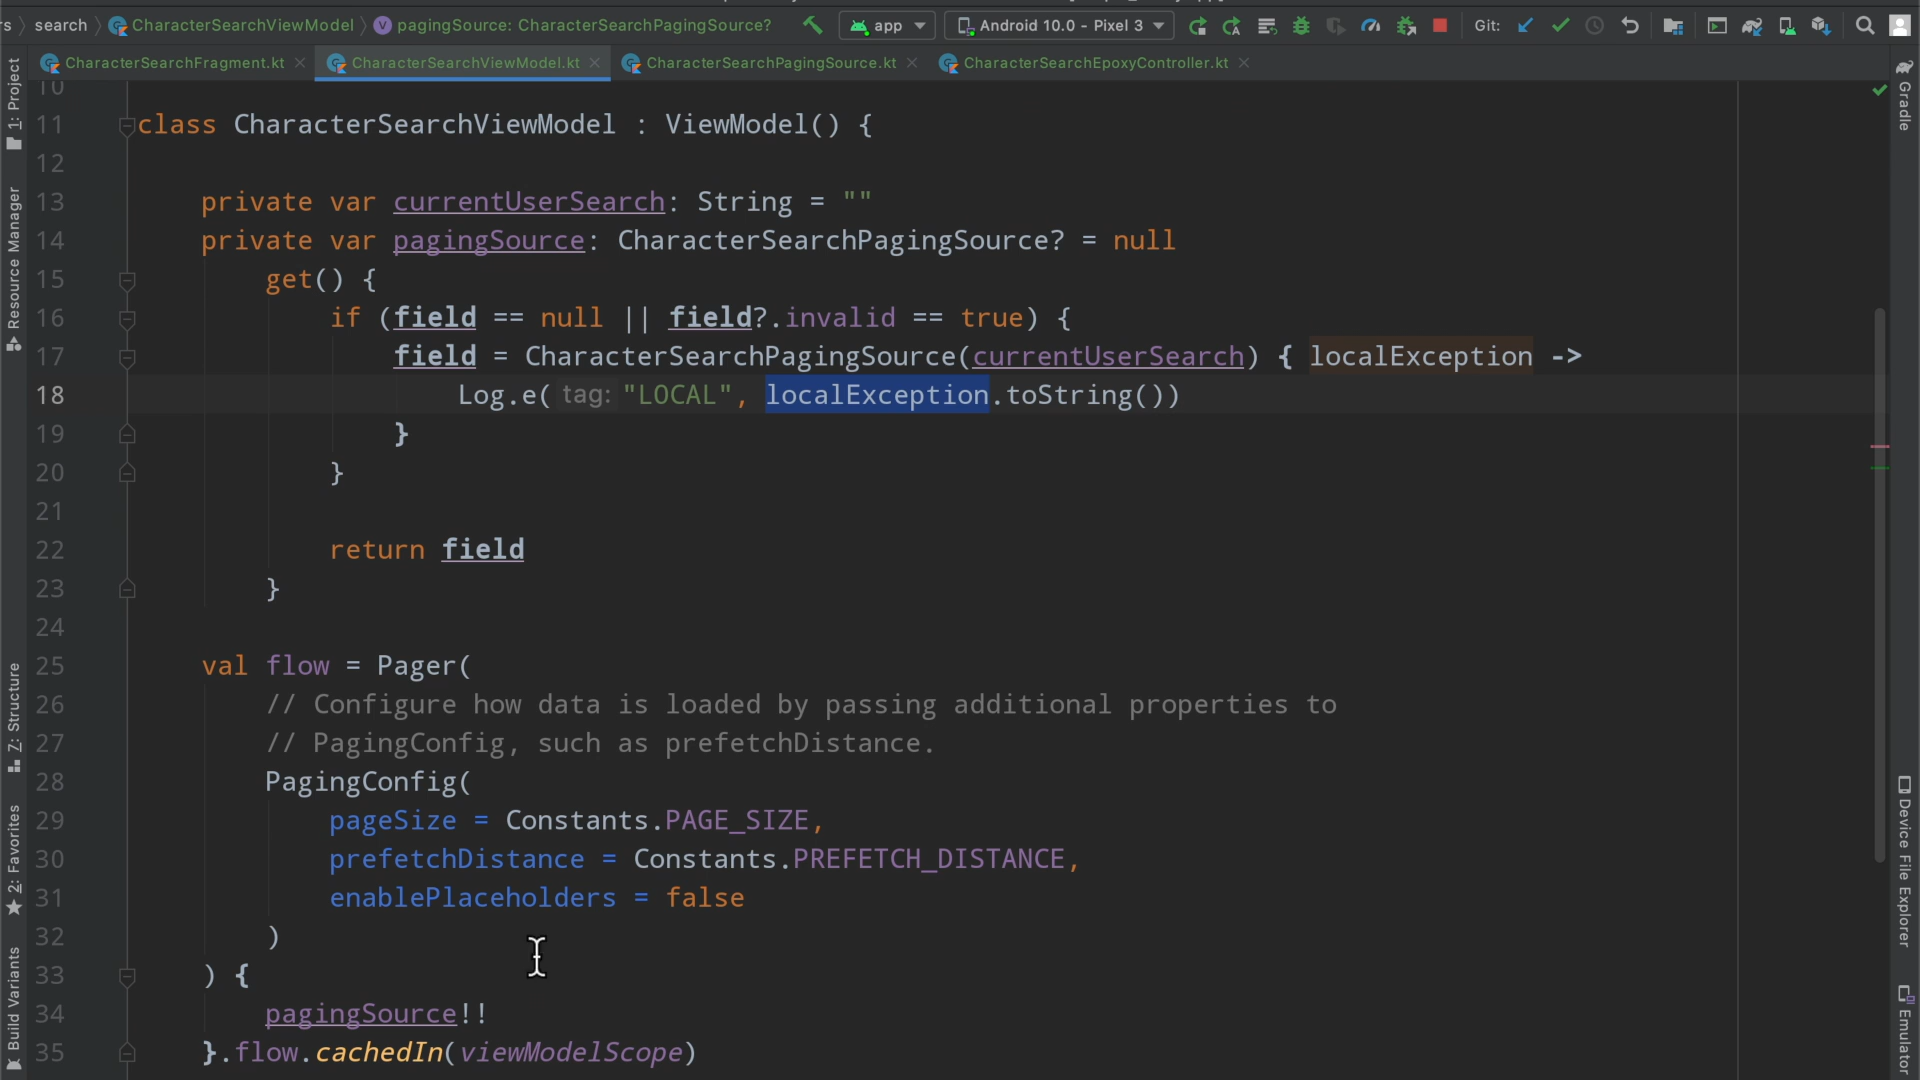 search CharacterSearchViewModel pagingSource: CharacterSearchPagingSource? app Android 10.0 - Pixel 3 Git:
CharacterSearchFragment.kt CharacterSearchViewModel.kt CharacterSearchPagingSource.kt CharacterSearchEpoxyController.kt
1: Project
Resource Manager
Z: Structure
2: Favorites
Build Variants
10
11 class CharacterSearchViewModel : ViewModel() {
12
13 private var currentUserSearch: String = ""
14 private var pagingSource: CharacterSearchPagingSource? = null
15 get() {
16 if (field == null || field?.invalid == true) {
17 field = CharacterSearchPagingSource(currentUserSearch) { localException ->
18 Log.e( tag: "LOCAL", localException.toString())
19 }
20 }
21
22 return field
23 }
24
25 val flow = Pager(
26 // Configure how data is loaded by passing additional properties to
27 // PagingConfig, such as prefetchDistance.
28 PagingConfig(
29 pageSize = Constants.PAGE_SIZE,
30 prefetchDistance = Constants.PREFETCH_DISTANCE,
31 enablePlaceholders = false
32 )
33 ) {
34 pagingSource!!
35 }.flow.cachedIn(viewModelScope)
Gradle
Device File Explorer
Emulator